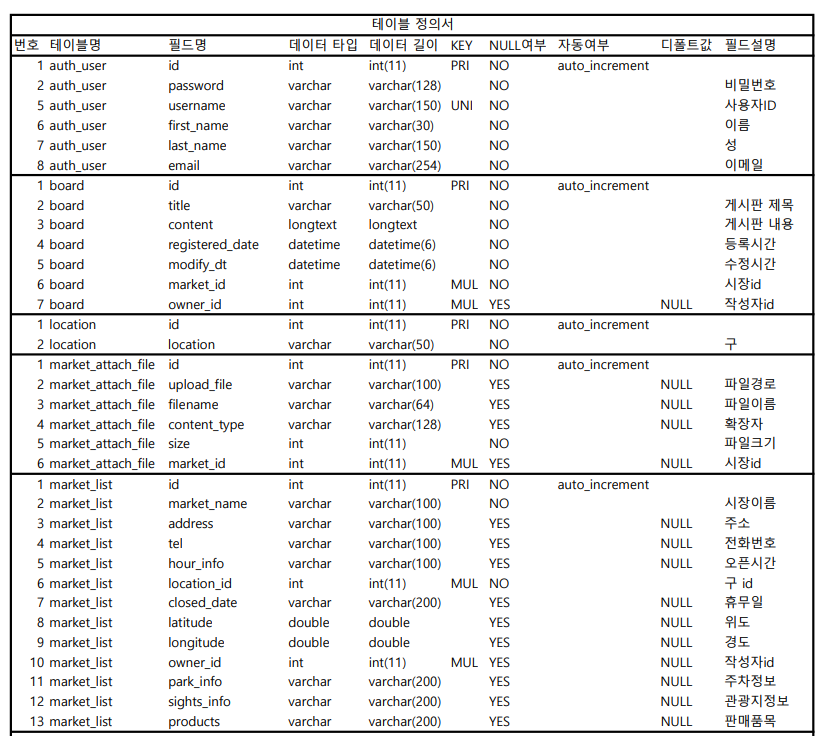 테이블 정의서
번호 테이블명 필드명 데이터 타입 데이터 길이 KEY NULL여부 자동여부 디폴트값 필드설명
1 auth_user id int int(11) PRI NO auto_increment
2 auth_user password varchar varchar(128) NO 비밀번호
5 auth_user username varchar varchar(150) UNI NO 사용자ID
6 auth_user first_name varchar varchar(30) NO 이름
7 auth_user last_name varchar varchar(150) NO 성
8 auth_user email varchar varchar(254) NO 이메일
1 board id int int(11) PRI NO auto_increment
2 board title varchar varchar(50) NO 게시판 제목
3 board content longtext longtext NO 게시판 내용
4 board registered_date datetime datetime(6) NO 등록시간
5 board modify_dt datetime datetime(6) NO 수정시간
6 board market_id int int(11) MUL NO 시장id
7 board owner_id int int(11) MUL YES NULL 작성자id
1 location id int int(11) PRI NO auto_increment
2 location location varchar varchar(50) NO 구
1 market_attach_file id int int(11) PRI NO auto_increment
2 market_attach_file upload_file varchar varchar(100) YES NULL 파일경로
3 market_attach_file filename varchar varchar(64) YES NULL 파일이름
4 market_attach_file content_type varchar varchar(128) YES NULL 확장자
5 market_attach_file size int int(11) NO 파일크기
6 market_attach_file market_id int int(11) MUL YES NULL 시장id
1 market_list id int int(11) PRI NO auto_increment
2 market_list market_name varchar varchar(100) NO 시장이름
3 market_list address varchar varchar(100) YES NULL 주소
4 market_list tel varchar varchar(100) YES NULL 전화번호
5 market_list hour_info varchar varchar(100) YES NULL 오픈시간
6 market_list location_id int int(11) MUL NO 구 id
7 market_list closed_date varchar varchar(200) YES NULL 휴무일
8 market_list latitude double double YES NULL 위도
9 market_list longitude double double YES NULL 경도
10 market_list owner_id int int(11) MUL YES NULL 작성자id
11 market_list park_info varchar varchar(200) YES NULL 주차정보
12 market_list sights_info varchar varchar(200) YES NULL 관광지정보
13 market_list products varchar varchar(200) YES NULL 판매품목